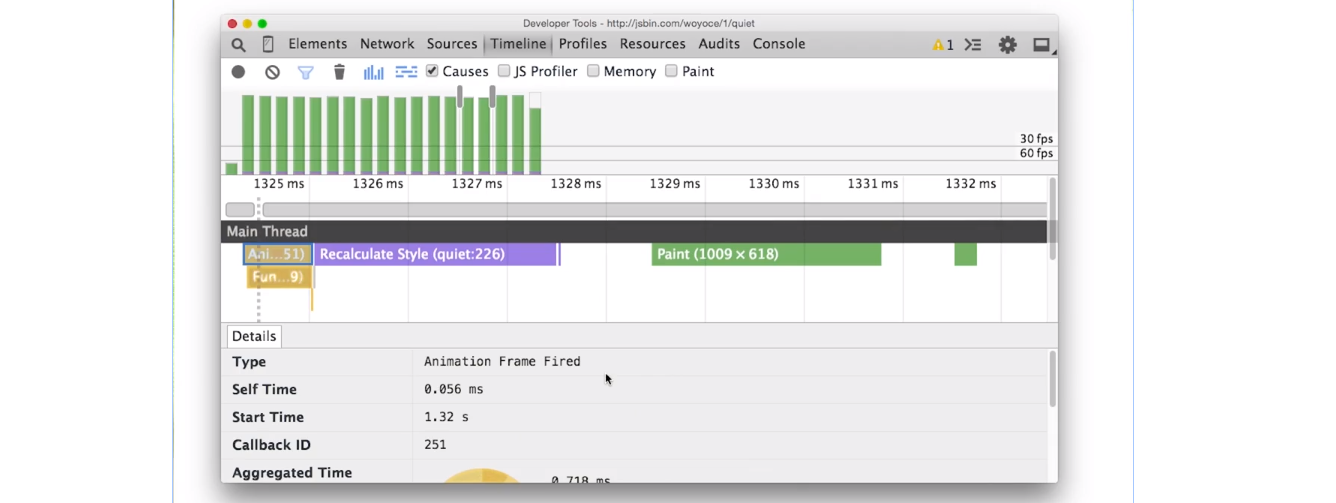 Developer Tools - http://jsbin.com/woyoce/1/quiet
Elements Network Sources Timeline Profiles Resources Audits Console 1
Causes JS Profiler Memory Paint
30 fps
60 fps
1325 ms 1326 ms 1327 ms 1328 ms 1329 ms 1330 ms 1331 ms 1332 ms
Main Thread
Ani...51) Recalculate Style (quiet:226) Paint (1009 × 618)
Fun...9)
Details
Type Animation Frame Fired
Self Time 0.056 ms
Start Time 1.32 s
Callback ID 251
Aggregated Time
0.718 ms